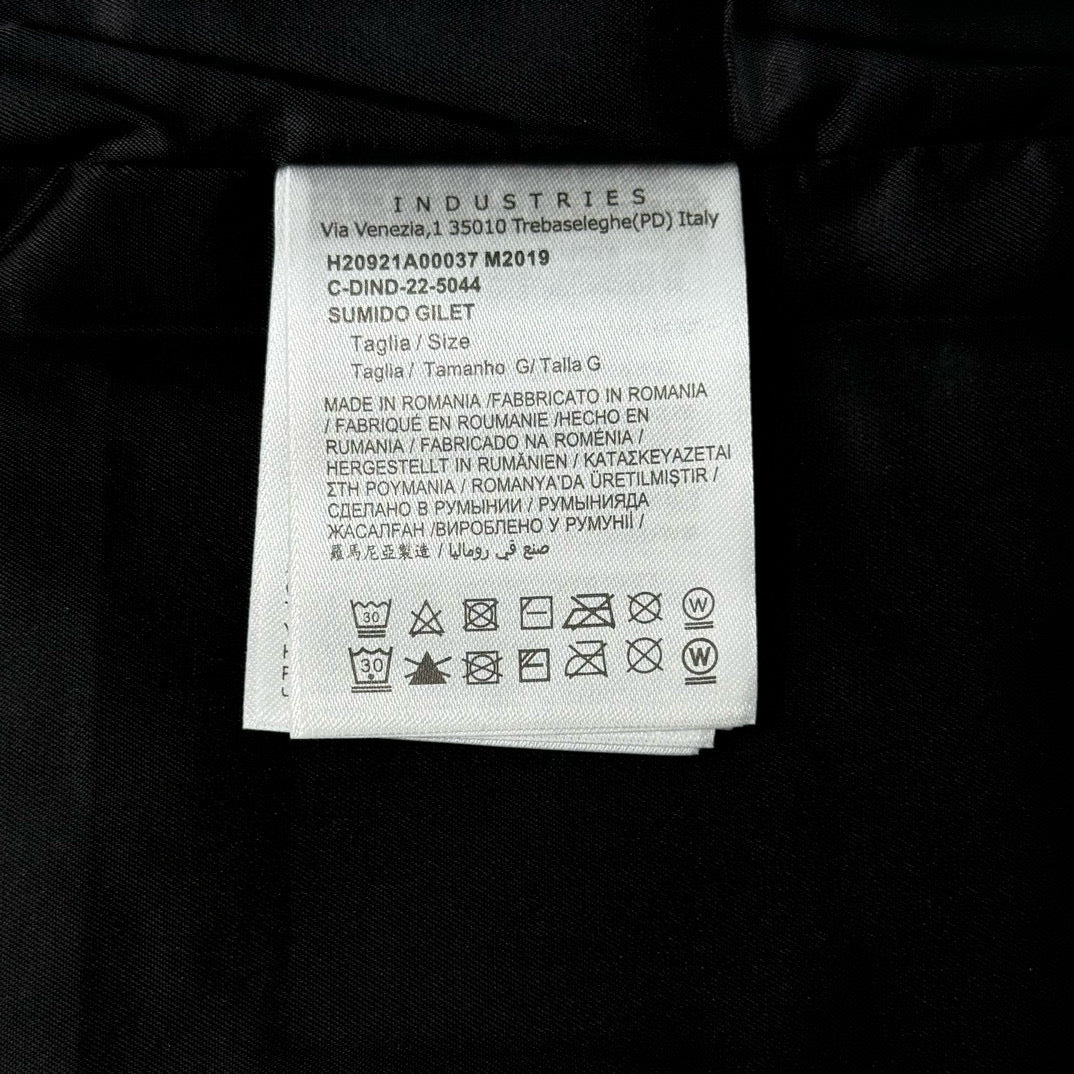 INDUSTRIES
Via Venezia,1 35010 Trebaseleghe(PD) Italy
H20921A00037 M2019
C-DIND-22-5044
SUMIDO GILET
Taglia / Size
Taglia / Tamanho G/ Talla G
MADE IN ROMANIA /FABBRICATO IN ROMANIA
/ FABRIQUÉ EN ROUMANIE /HECHO EN
RUMANIA / FABRICADO NA ROMÉNIA /
HERGESTELLT IN RUMÄNIEN / ΚΑΤΑΣΚΕΥΑΖΕΤΑΙ
ΣΤΗ ΡΟΥΜΑΝΙΑ / ROMANYA'DA ÜRETILMIŞTIR /
СДЕЛАНО В РУМЫНИИ / РУМЫНИЯДА
ЖАСАЛҒАН /ВИРОБЛЕНО У РУМУНІЇ /
羅馬尼亞製造 / صنع في رومانيا
30 W
30 W